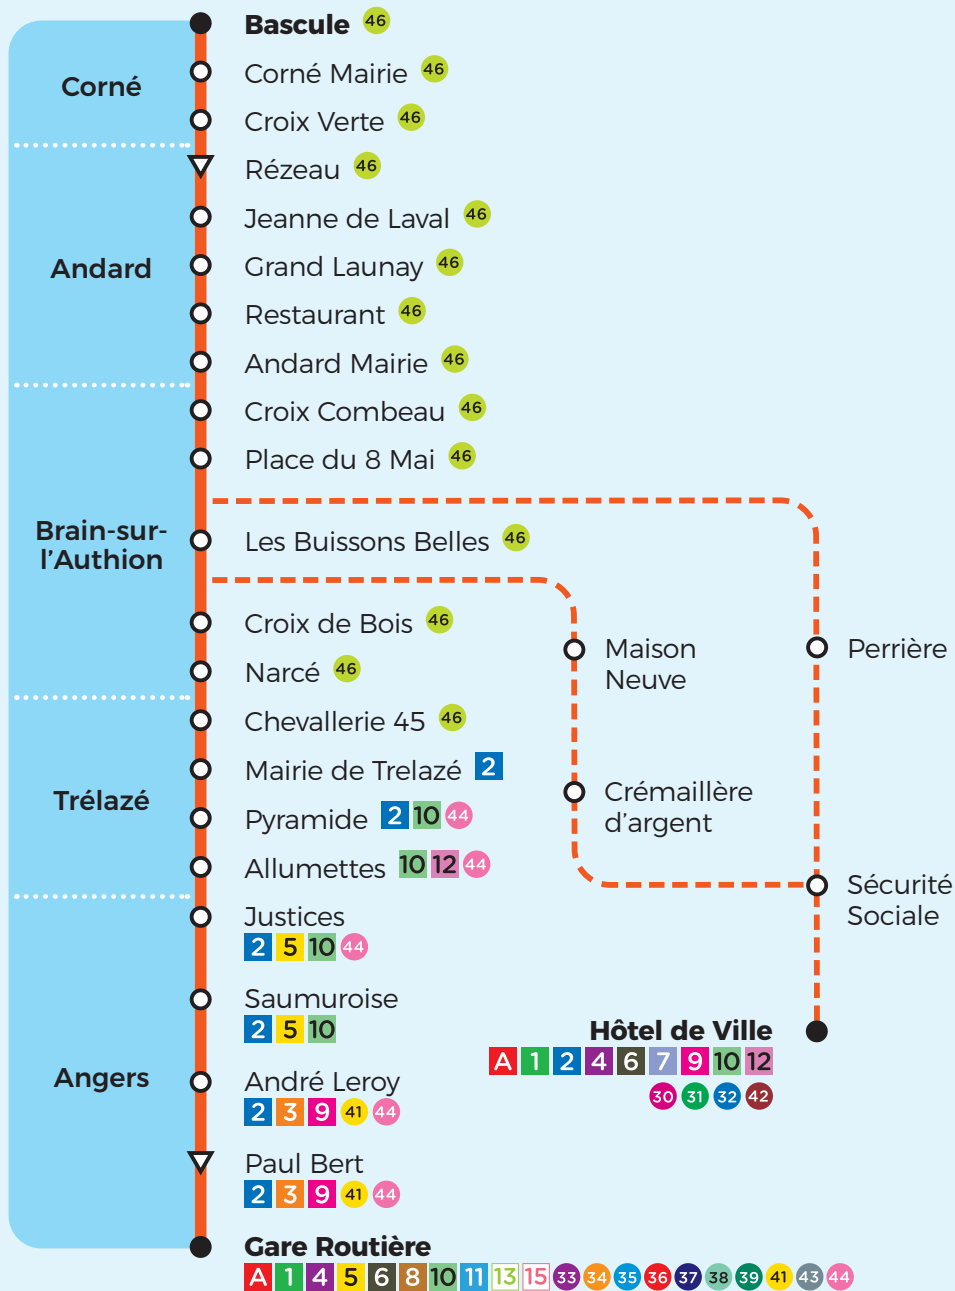 Bascule 46
Corné
Corné Mairie 46
Croix Verte 46
Rézeau 46
Jeanne de Laval 46
Andard
Grand Launay 46
Restaurant 46
Andard Mairie 46
Croix Combeau 46
Place du 8 Mai 46
Brain-sur-
l'Authion
Les Buissons Belles 46
Croix de Bois 46
Narcé 46
Maison
Neuve
Perrière
Chevallerie 45 46
Mairie de Trelazé 2
Trélazé
Pyramide 2 10 44
Crémaillère
d'argent
Allumettes 10 12 44
Sécurité
Sociale
Justices
2 5 10 44
Saumuroise
2 5 10
Hôtel de Ville
A 1 2 4 6 7 9 10 12
30 31 32 42
Angers
André Leroy
2 3 9 41 44
Paul Bert
2 3 9 41 44
Gare Routière
A 1 4 5 6 8 10 11 13 15 33 34 35 36 37 38 39 41 43 44